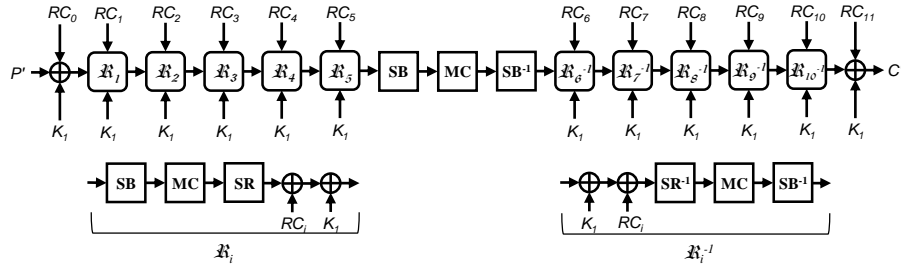 RC₀ RC₁ RC₂ RC₃ RC₄ RC₅ RC₆ RC₇ RC₈ RC₉ RC₁₀ RC₁₁
P' ℜ₁ ℜ₂ ℜ₃ ℜ₄ ℜ₅ SB MC SB⁻¹ ℜ₆⁻¹ ℜ₇⁻¹ ℜ₈⁻¹ ℜ₉⁻¹ ℜ₁₀⁻¹ C
K₁ K₁ K₁ K₁ K₁ K₁ K₁ K₁ K₁ K₁ K₁ K₁
SB MC SR SR⁻¹ MC SB⁻¹
RCᵢ K₁ K₁ RCᵢ
ℜᵢ ℜᵢ⁻¹